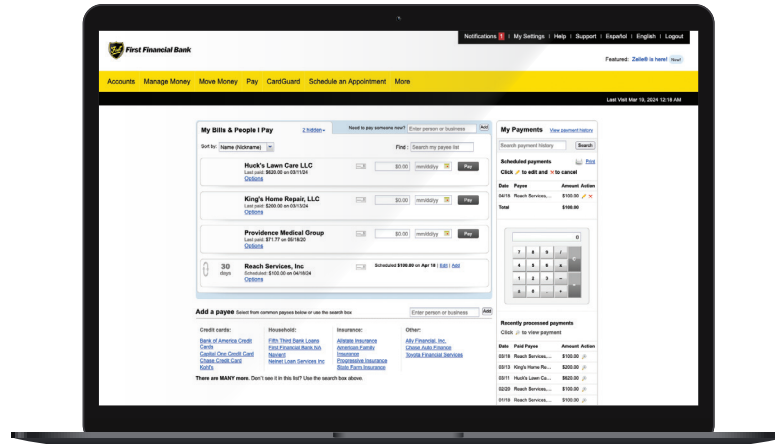 Notifications 1 | My Settings | Help | Support | Español | English | Logout
First Financial Bank
Featured: Zelle® is here! New!
Accounts Manage Money Move Money Pay CardGuard Schedule an Appointment More
Last Visit Mar 19, 2024 12:18 AM
My Bills & People I Pay 2 hidden Need to pay someone now? Enter person or business Add
Sort by: Name (Nickname) Find : Search my payee list
Huck's Lawn Care LLC $0.00 mm/dd/yy Pay
Last paid: $620.00 on 03/11/24
Options
King's Home Repair, LLC $0.00 mm/dd/yy Pay
Last paid: $200.00 on 03/13/24
Options
Providence Medical Group $0.00 mm/dd/yy Pay
Last paid: $71.77 on 05/18/20
Options
30 days
Reach Services, Inc Scheduled $100.00 on Apr 18 | Edit | Add
Scheduled: $100.00 on 04/18/24
Options
Add a payee Select from common payees below or use the search box Enter person or business Add
Credit cards:
Bank of America Credit Cards
Capital One Credit Card
Chase Credit Card
Kohl's
Household:
Fifth Third Bank Loans
First Financial Bank NA
Navient
Nelnet Loan Services Inc
Insurance:
Allstate Insurance
American Family Insurance
Progressive Insurance
State Farm Insurance
Other:
Ally Financial, Inc.
Chase Auto Finance
Toyota Financial Services
There are MANY more. Don't see it in this list? Use the search box above.
My Payments View payment history
Search payment history Search
Scheduled payments Print
Click to edit and × to cancel
Date Payee Amount Action
04/18 Reach Services,... $100.00
Total $100.00
0
7 8 9 /
4 5 6 x
1 2 3 –
± 0 . + =
Recently processed payments
Click to view payment
Date Paid Payee Amount Action
03/18 Reach Services,... $100.00
03/13 King's Home Re... $200.00
03/11 Huck's Lawn Ca... $620.00
02/20 Reach Services,... $100.00
01/18 Reach Services,... $100.00